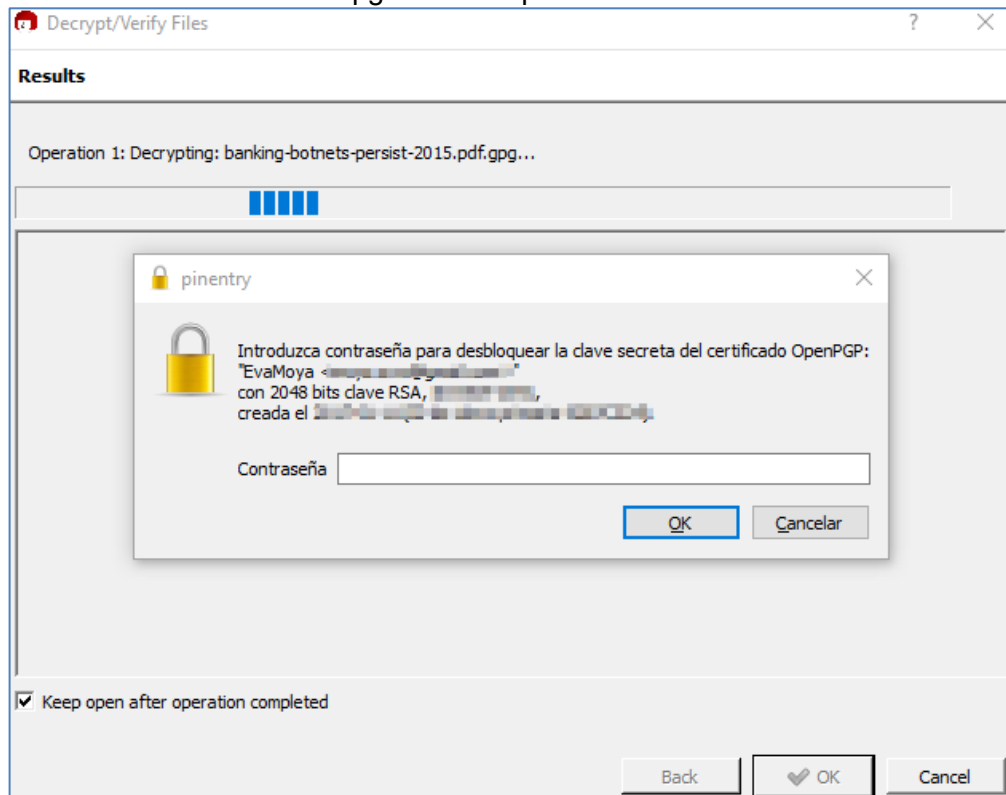 Decrypt/Verify Files
Results
Operation 1: Decrypting: banking-botnets-persist-2015.pdf.gpg...
pinentry
Introduzca contraseña para desbloquear la clave secreta del certificado OpenPGP:
"EvaMoya <
con 2048 bits clave RSA,
creada el
Contraseña
OK
Cancelar
Keep open after operation completed
Back
OK
Cancel